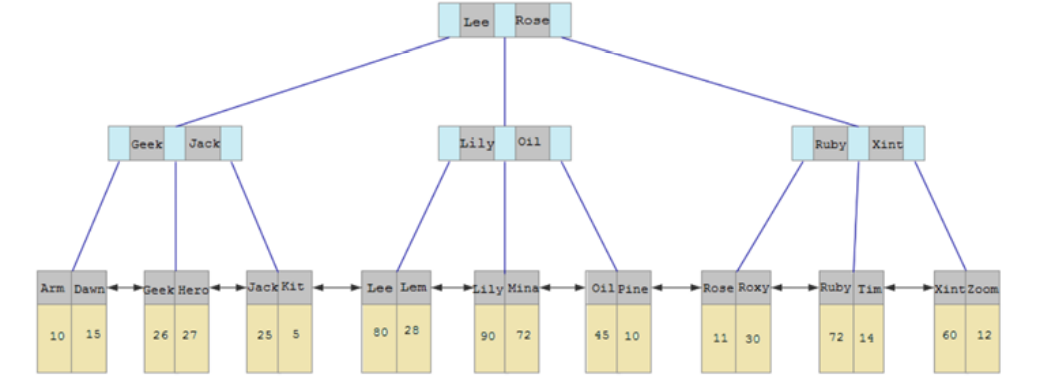 Lee Rose
Geek Jack Lily Oil Ruby Xint
Arm Dawn Geek Hero Jack Kit Lee Lem Lily Mina Oil Pine Rose Roxy Ruby Tim Xint Zoom
10 15 26 27 25 5 80 28 90 72 45 10 11 30 72 14 60 12